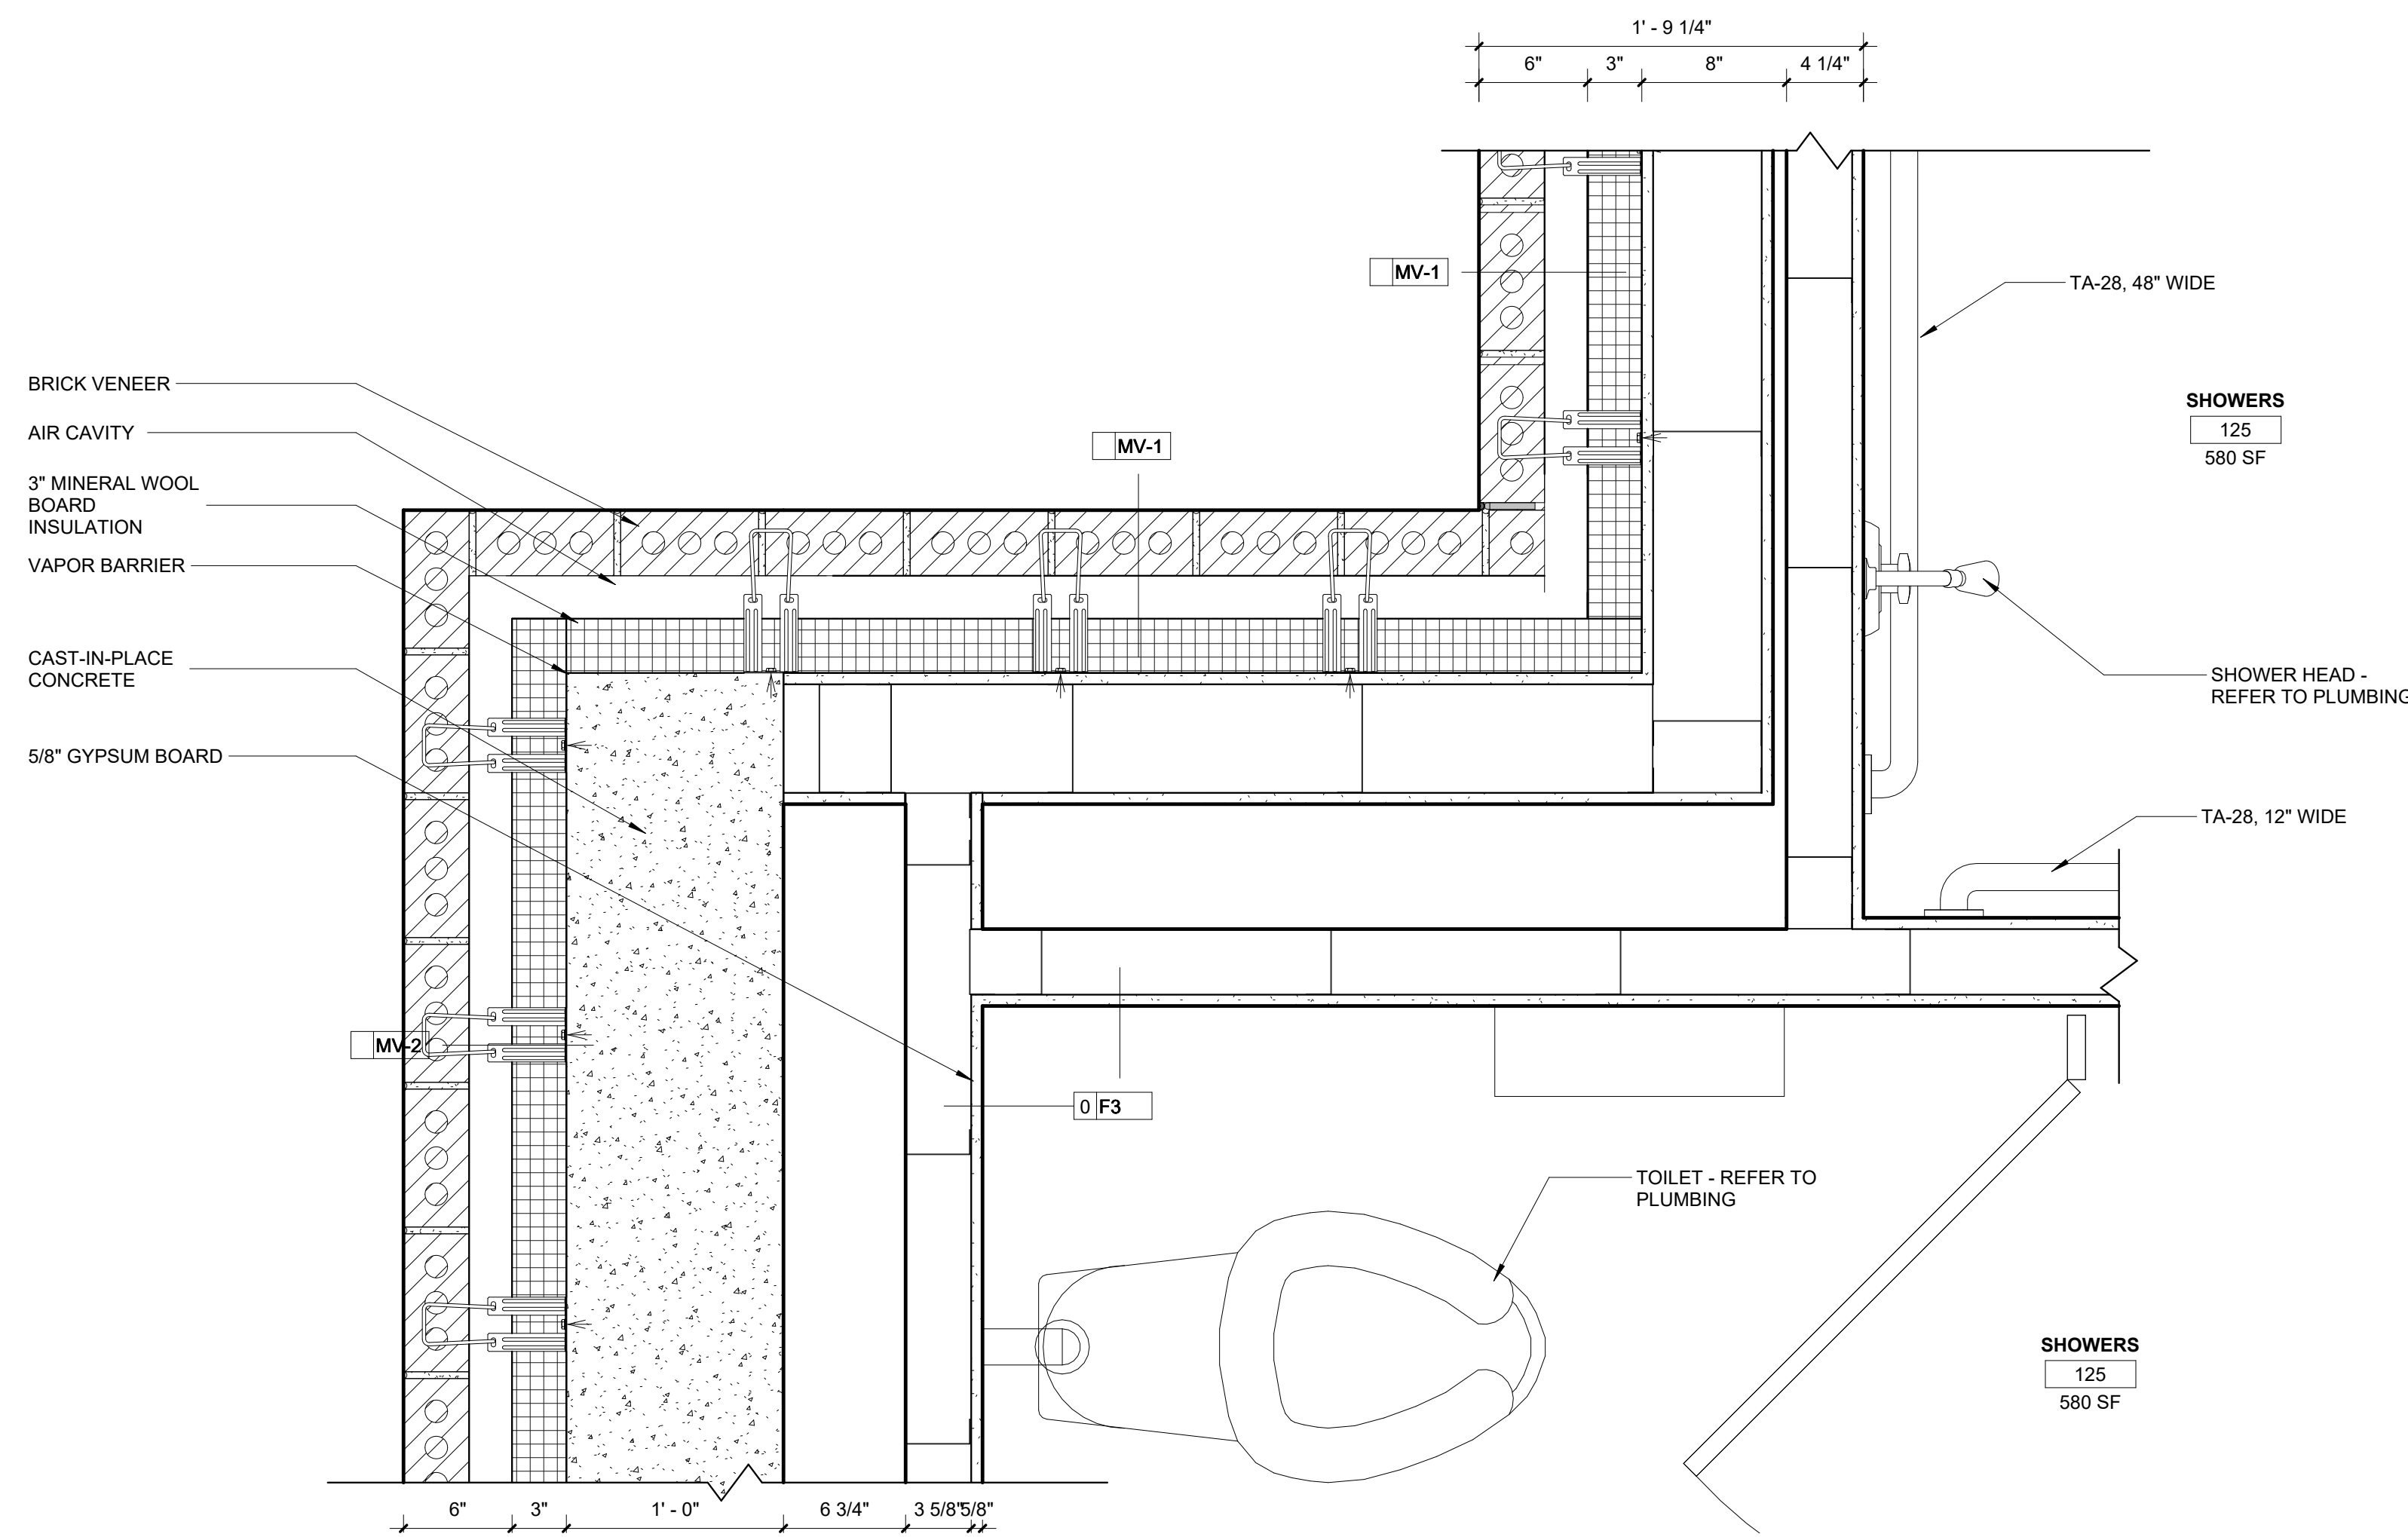 1' - 9 1/4"
6"
3"
8"
4 1/4"
MV-1
TA-28, 48" WIDE
BRICK VENEER
SHOWERS
125
580 SF
AIR CAVITY
MV-1
3" MINERAL WOOL
BOARD
INSULATION
VAPOR BARRIER
CAST-IN-PLACE
CONCRETE
SHOWER HEAD -
REFER TO PLUMBING
5/8" GYPSUM BOARD
TA-28, 12" WIDE
MV-2
0 F3
TOILET - REFER TO
PLUMBING
SHOWERS
125
580 SF
6"
3"
1' - 0"
6 3/4"
3 5/8"
5/8"